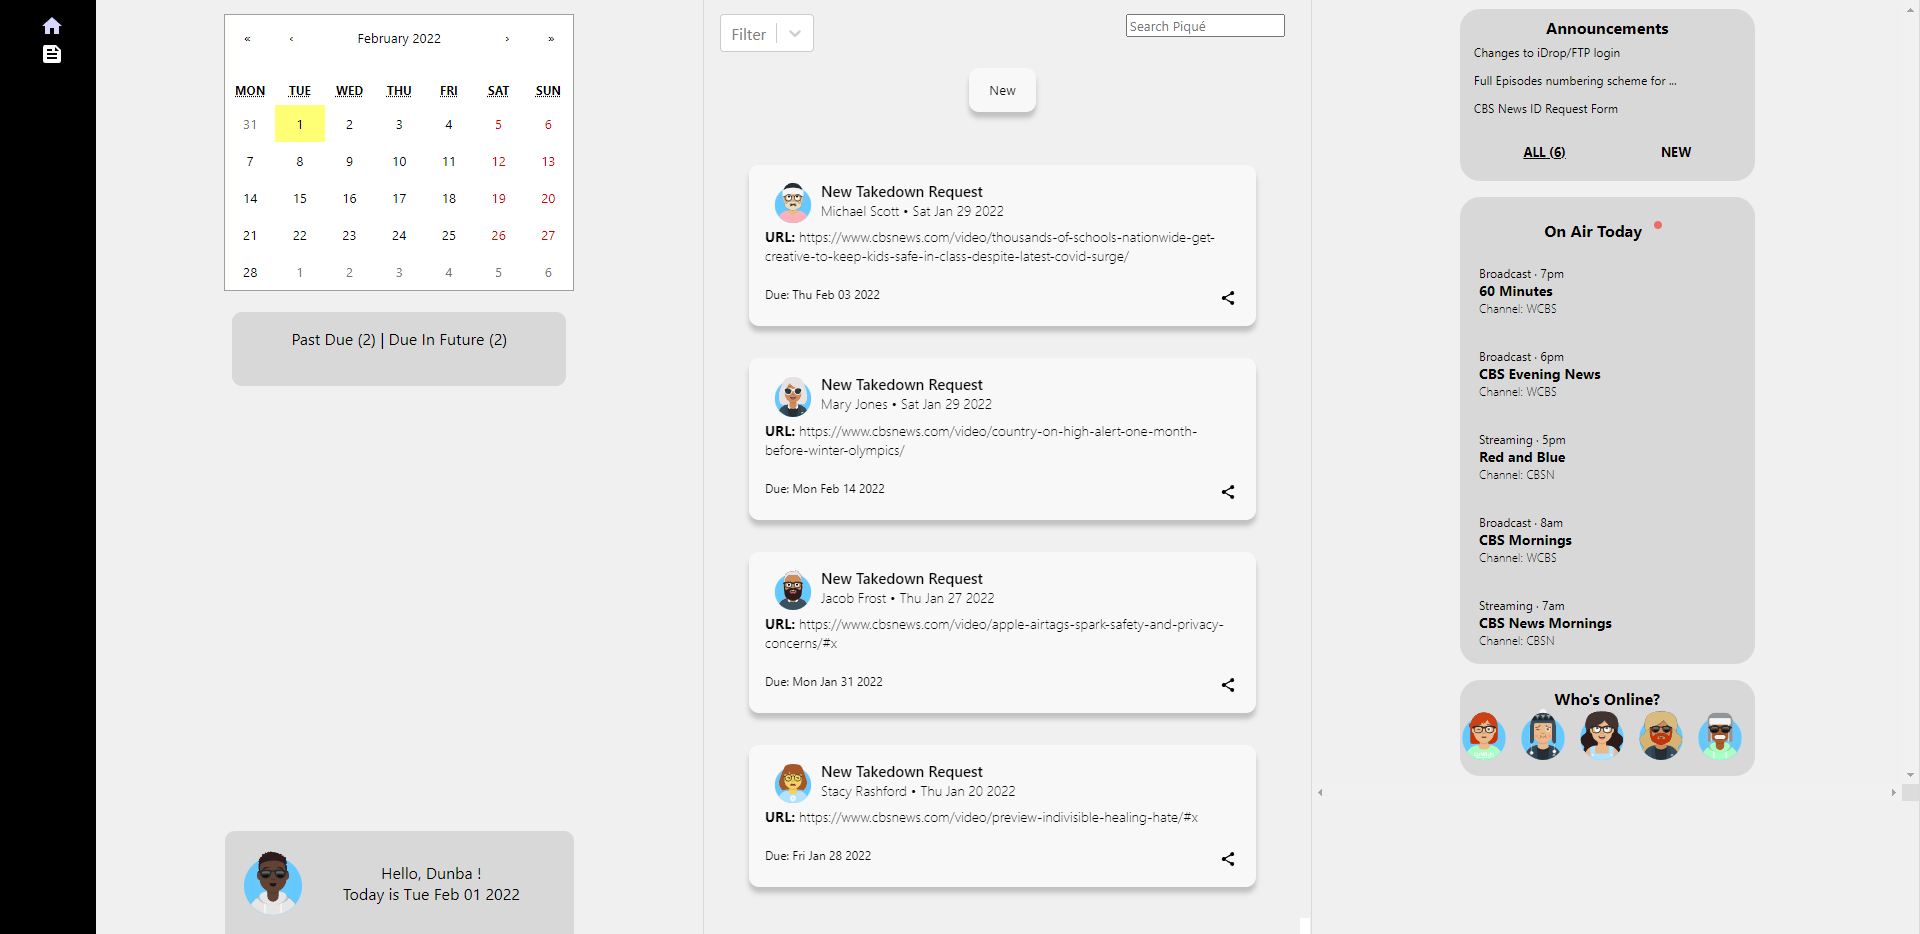 « ‹ February 2022 › »
MON TUE WED THU FRI SAT SUN
31 1 2 3 4 5 6
7 8 9 10 11 12 13
14 15 16 17 18 19 20
21 22 23 24 25 26 27
28 1 2 3 4 5 6
Past Due (2) | Due In Future (2)
Hello, Dunba !
Today is Tue Feb 01 2022
Filter
Search Piqué
New
New Takedown Request
Michael Scott • Sat Jan 29 2022
URL: https://www.cbsnews.com/video/thousands-of-schools-nationwide-get-
creative-to-keep-kids-safe-in-class-despite-latest-covid-surge/
Due: Thu Feb 03 2022
New Takedown Request
Mary Jones • Sat Jan 29 2022
URL: https://www.cbsnews.com/video/country-on-high-alert-one-month-
before-winter-olympics/
Due: Mon Feb 14 2022
New Takedown Request
Jacob Frost • Thu Jan 27 2022
URL: https://www.cbsnews.com/video/apple-airtags-spark-safety-and-privacy-
concerns/#x
Due: Mon Jan 31 2022
New Takedown Request
Stacy Rashford • Thu Jan 20 2022
URL: https://www.cbsnews.com/video/preview-indivisible-healing-hate/#x
Due: Fri Jan 28 2022
Announcements
Changes to iDrop/FTP login
Full Episodes numbering scheme for ...
CBS News ID Request Form
ALL (6) NEW
On Air Today
Broadcast · 7pm
60 Minutes
Channel: WCBS
Broadcast · 6pm
CBS Evening News
Channel: WCBS
Streaming · 5pm
Red and Blue
Channel: CBSN
Broadcast · 8am
CBS Mornings
Channel: WCBS
Streaming · 7am
CBS News Mornings
Channel: CBSN
Who's Online?